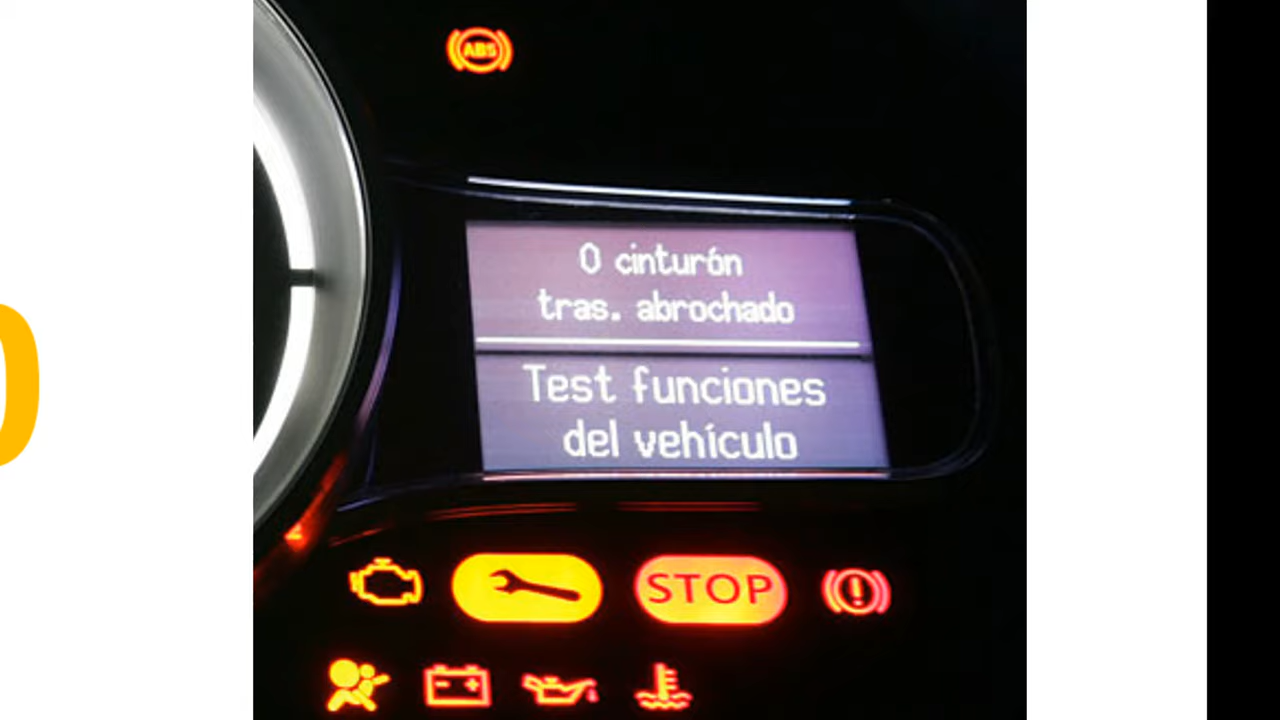 ABS
0 cinturón
tras. abrochado
Test funciones
del vehículo
STOP